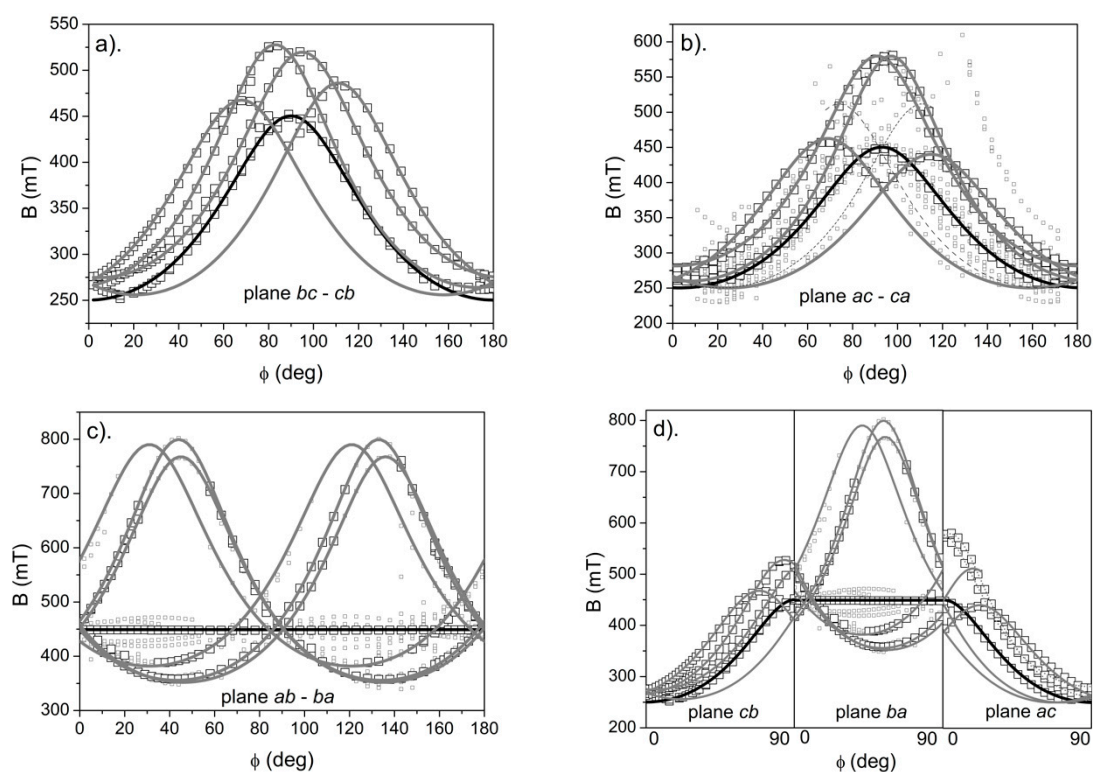 a).
B (mT)
550
500
450
400
350
300
250
0 20 40 60 80 100 120 140 160 180
ϕ (deg)
plane bc - cb
b).
B (mT)
600
550
500
450
400
350
300
250
200
0 20 40 60 80 100 120 140 160 180
ϕ (deg)
plane ac - ca
c).
B (mT)
800
700
600
500
400
300
0 20 40 60 80 100 120 140 160 180
ϕ (deg)
plane ab - ba
d).
B (mT)
800
700
600
500
400
300
200
plane cb plane ba plane ac
0 90 0 90 0 90
ϕ (deg)